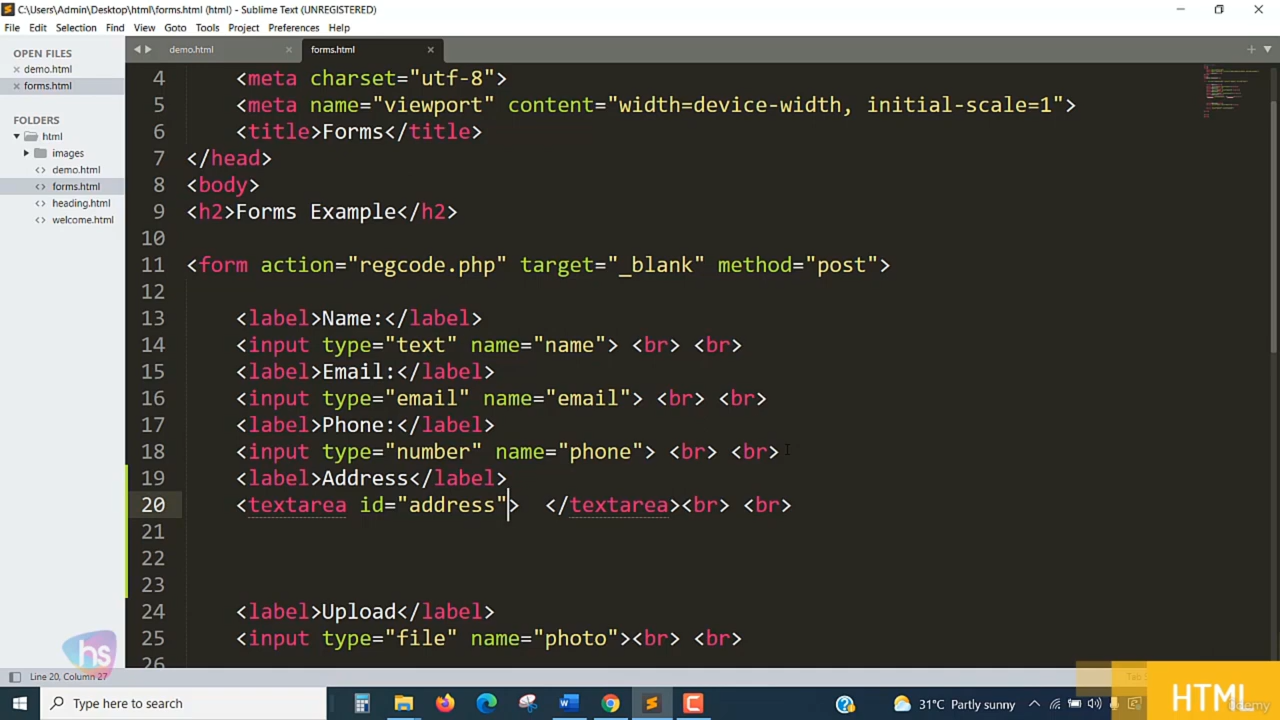 C:\Users\Admin\Desktop\html\forms.html (html) - Sublime Text (UNREGISTERED)
File Edit Selection Find View Goto Tools Project Preferences Help
OPEN FILES
demo.html
forms.html
FOLDERS
html
images
demo.html
forms.html
heading.html
welcome.html
demo.html
forms.html
4 <meta charset="utf-8">
5 <meta name="viewport" content="width=device-width, initial-scale=1">
6 <title>Forms</title>
7 </head>
8 <body>
9 <h2>Forms Example</h2>
10
11 <form action="regcode.php" target="_blank" method="post">
12
13 <label>Name:</label>
14 <input type="text" name="name"> <br> <br>
15 <label>Email:</label>
16 <input type="email" name="email"> <br> <br>
17 <label>Phone:</label>
18 <input type="number" name="phone"> <br> <br>
19 <label>Address</label>
20 <textarea id="address">  </textarea><br> <br>
21
22
23
24 <label>Upload</label>
25 <input type="file" name="photo"><br> <br>
26
hs
Line 20, Column 27
Type here to search
31°C Partly sunny
HTML
Udemy